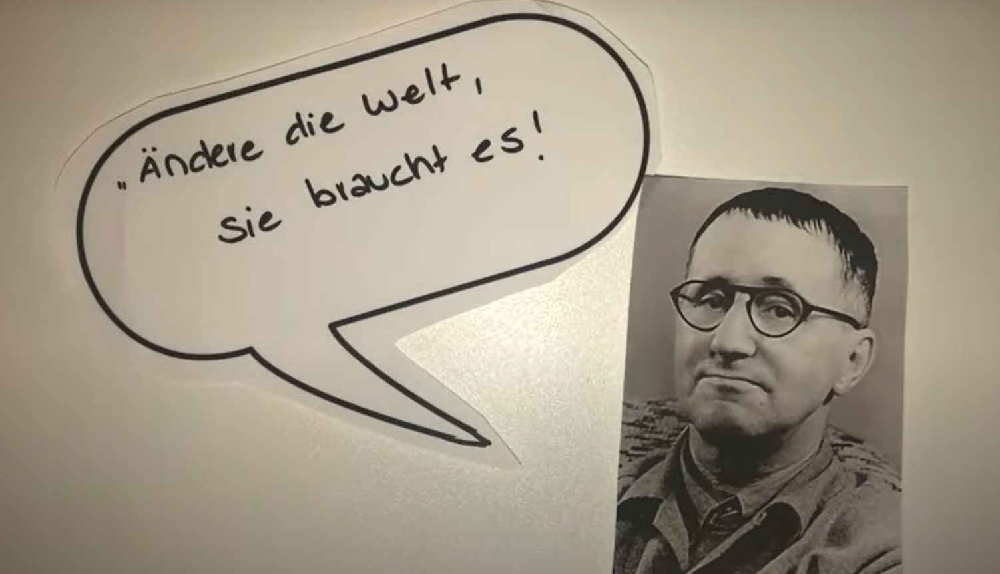 „Ändere die Welt,
sie braucht es!